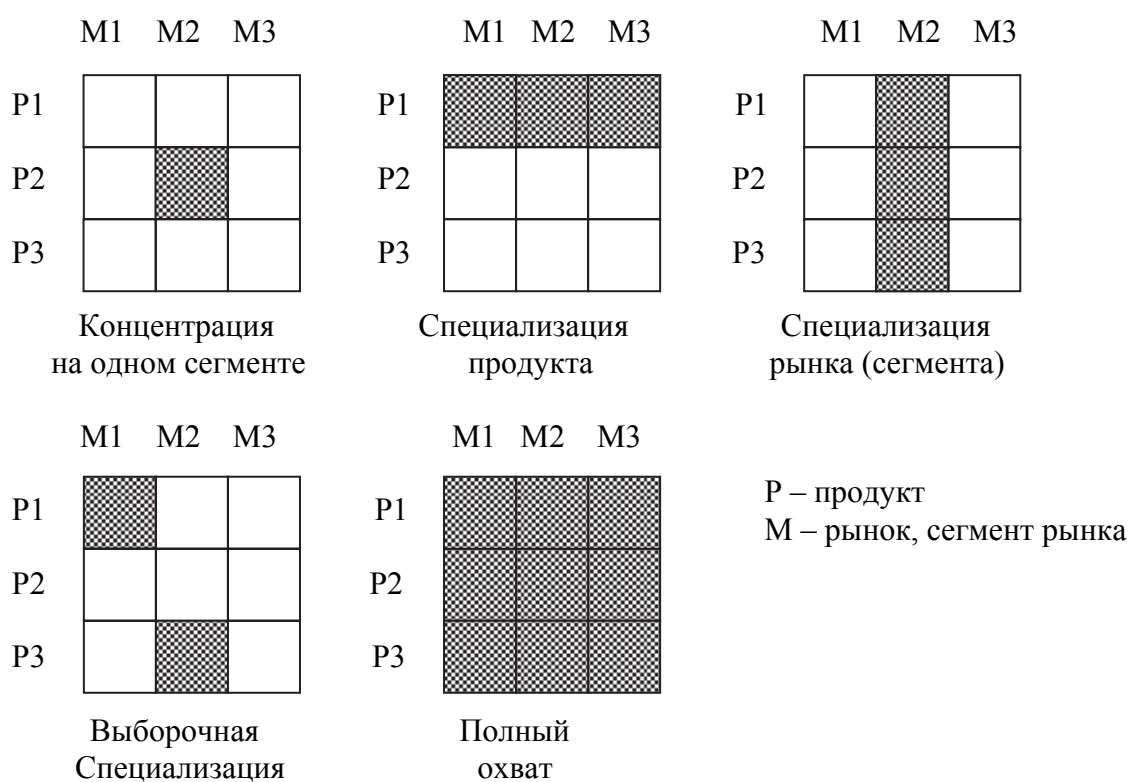 M1 M2 M3 M1 M2 M3 M1 M2 M3
P1 P1 P1
P2 P2 P2
P3 P3 P3
Концентрация Специализация Специализация
на одном сегменте продукта рынка (сегмента)
M1 M2 M3 M1 M2 M3
P1 P1 P – продукт
M – рынок, сегмент рынка
P2 P2
P3 P3
Выборочная Полный
Специализация охват